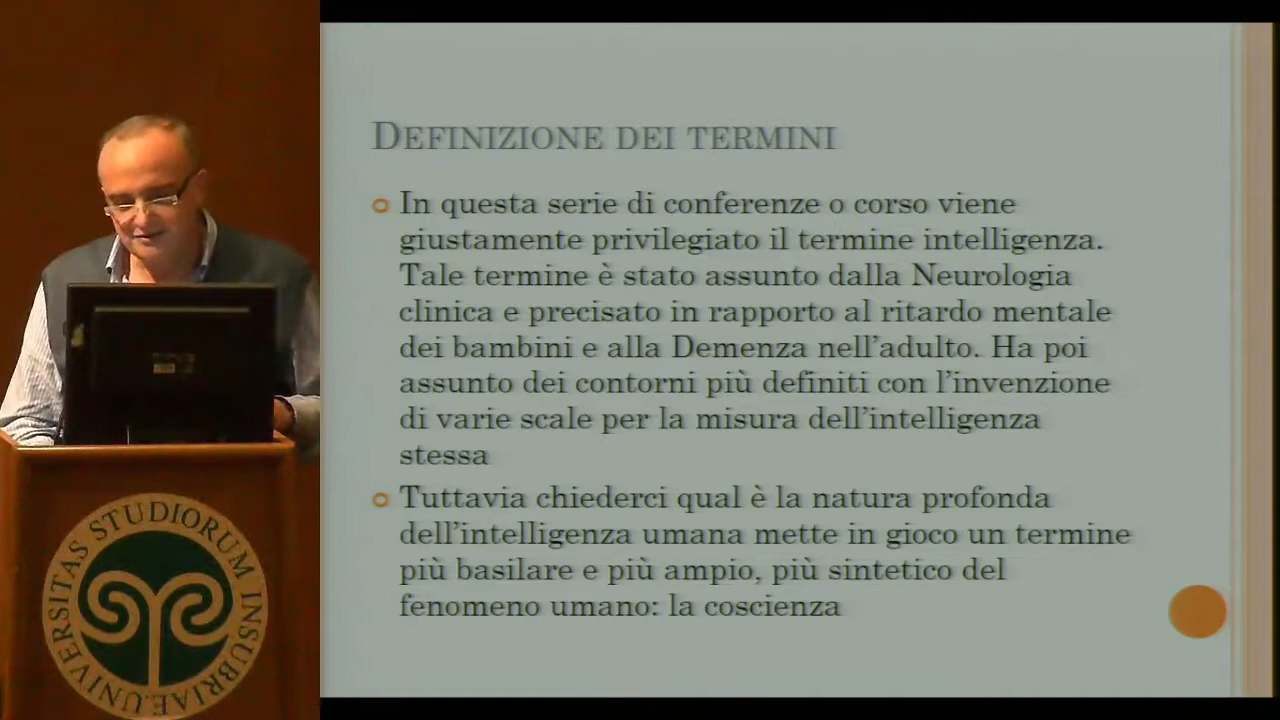 DEFINIZIONE DEI TERMINI
In questa serie di conferenze o corso viene
giustamente privilegiato il termine intelligenza.
Tale termine è stato assunto dalla Neurologia
clinica e precisato in rapporto al ritardo mentale
dei bambini e alla Demenza nell'adulto. Ha poi
assunto dei contorni più definiti con l'invenzione
di varie scale per la misura dell'intelligenza
stessa
Tuttavia chiederci qual è la natura profonda
dell'intelligenza umana mette in gioco un termine
più basilare e più ampio, più sintetico del
fenomeno umano: la coscienza
UNIVERSITAS STUDIORUM INSUBRIAE